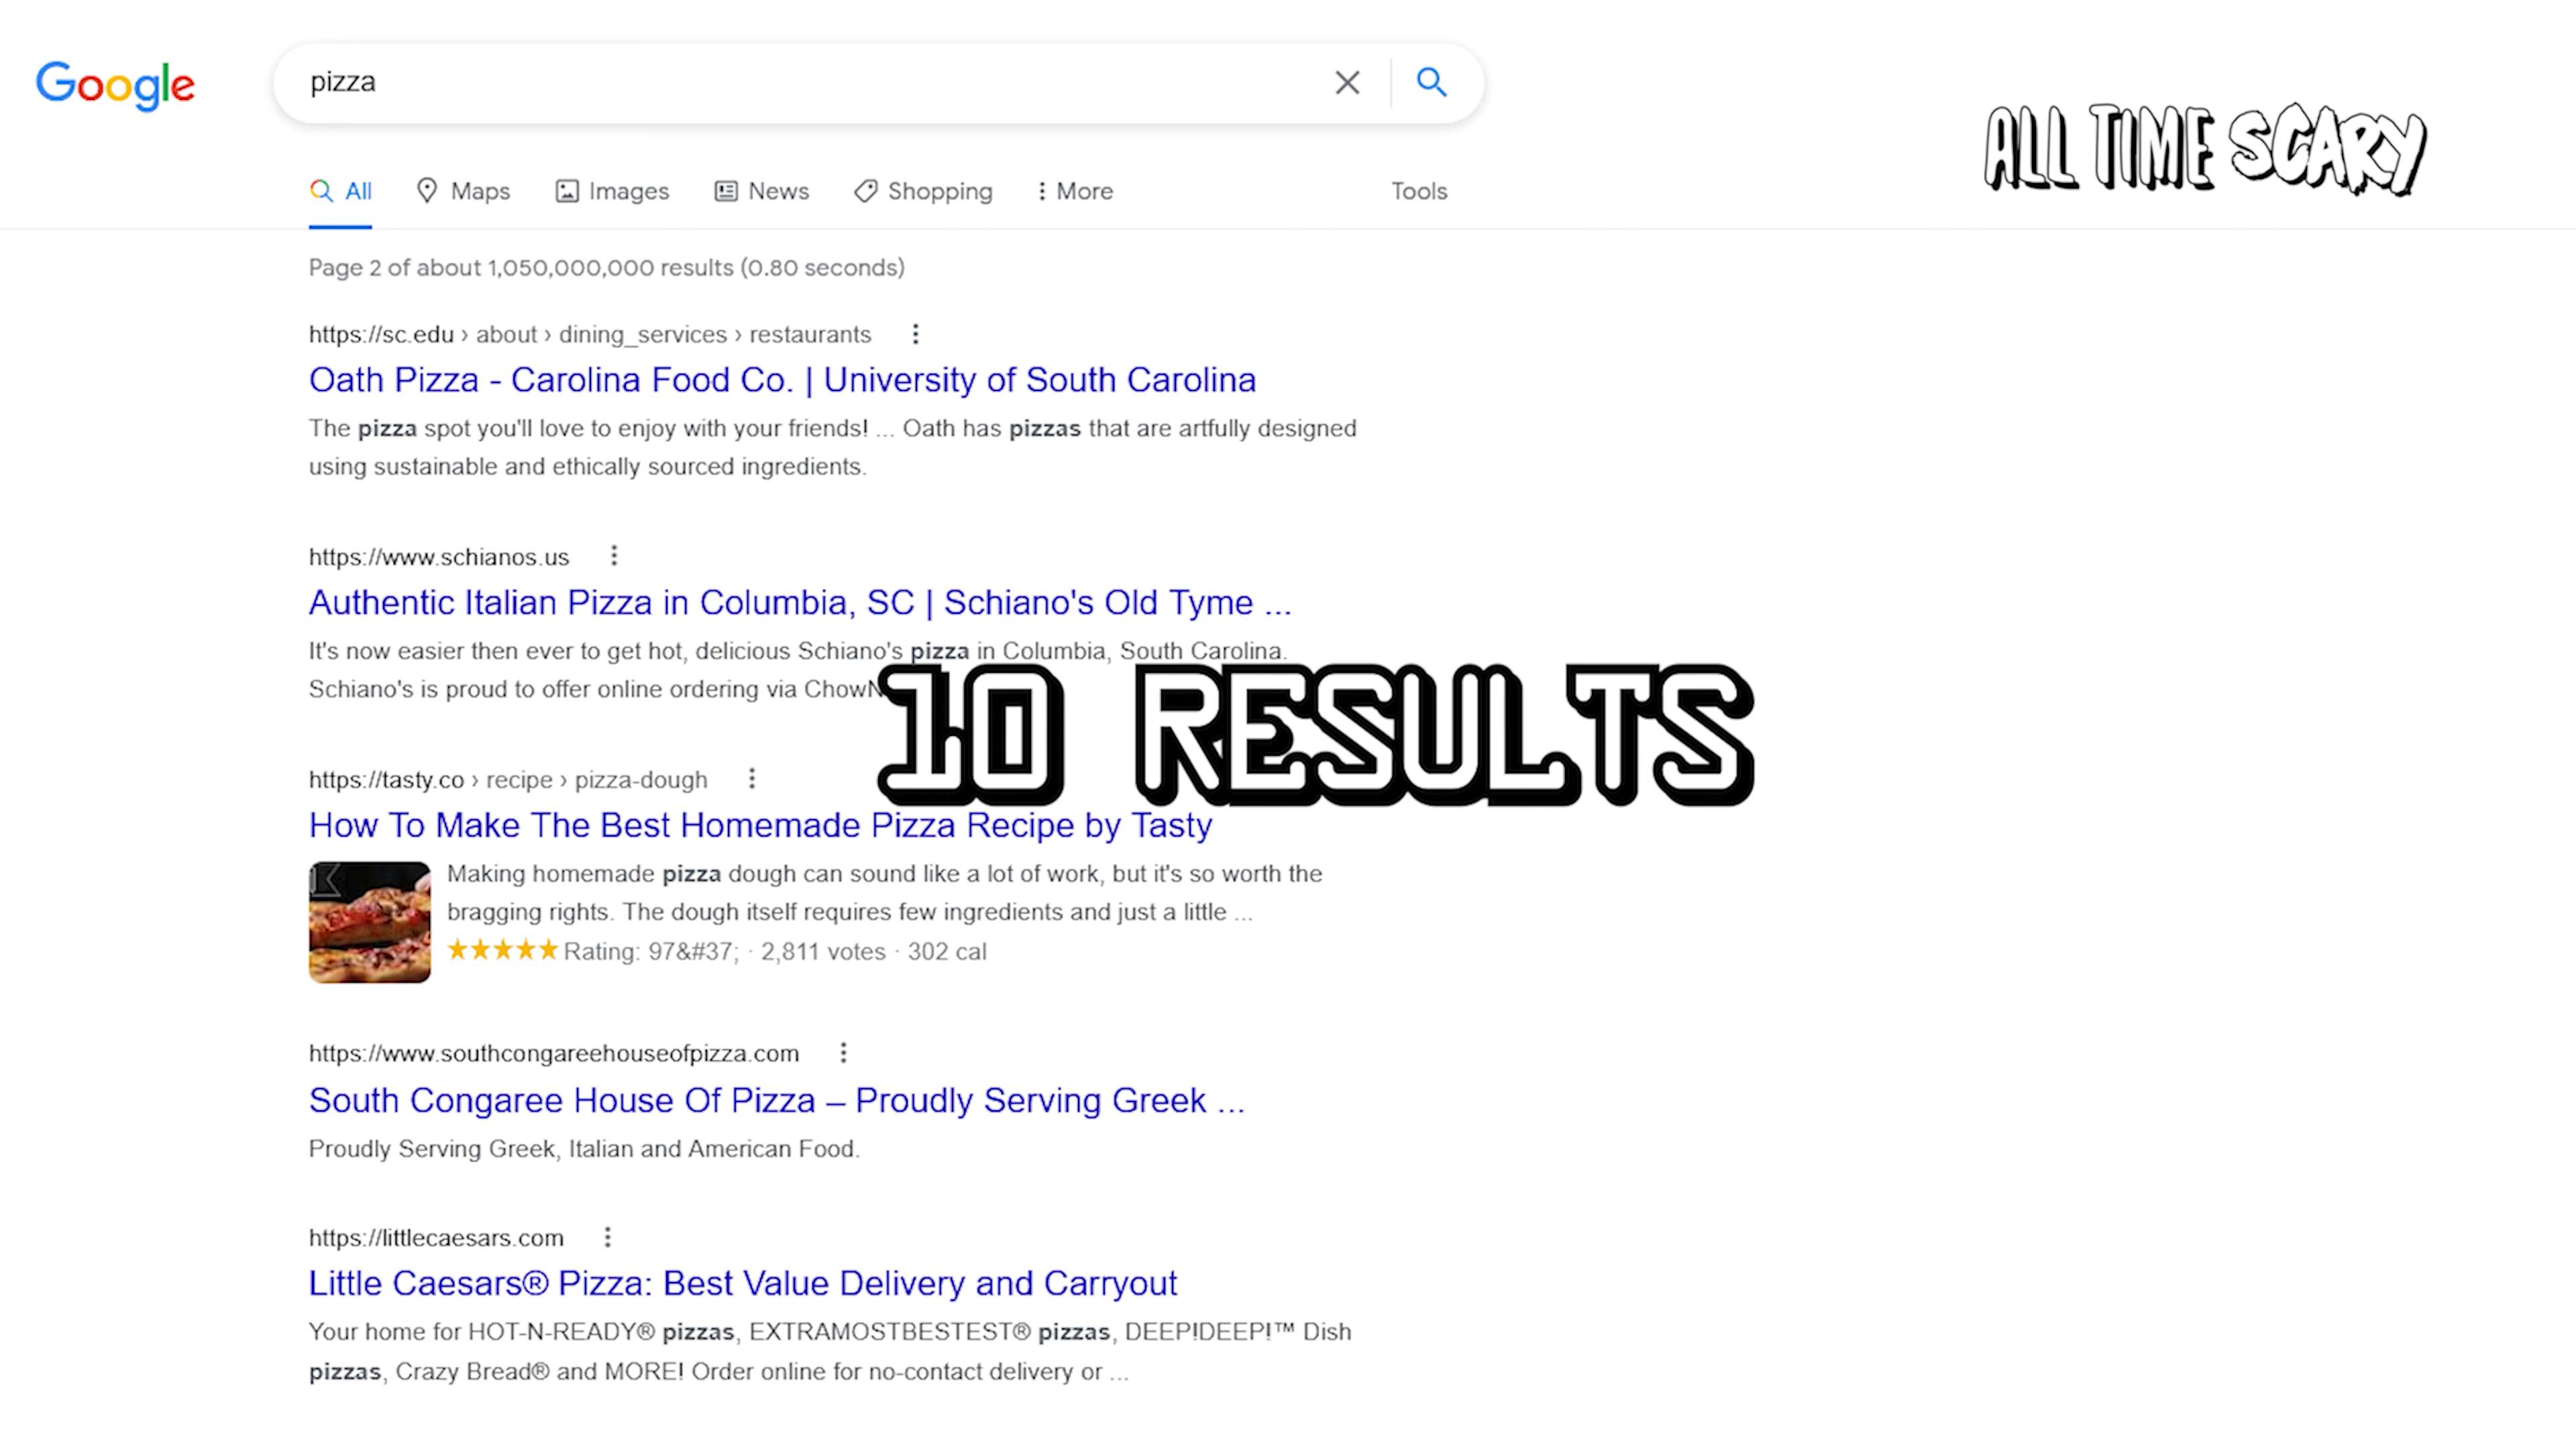 Google
pizza
ALL TIME SCARY
All Maps Images News Shopping More Tools
Page 2 of about 1,050,000,000 results (0.80 seconds)
https://sc.edu › about › dining_services › restaurants
Oath Pizza - Carolina Food Co. | University of South Carolina
The pizza spot you'll love to enjoy with your friends! ... Oath has pizzas that are artfully designed
using sustainable and ethically sourced ingredients.
https://www.schianos.us
Authentic Italian Pizza in Columbia, SC | Schiano's Old Tyme ...
It's now easier then ever to get hot, delicious Schiano's pizza in Columbia, South Carolina.
Schiano's is proud to offer online ordering via
10 RESULTS
https://tasty.co › recipe › pizza-dough
How To Make The Best Homemade Pizza Recipe by Tasty
Making homemade pizza dough can sound like a lot of work, but it's so worth the
bragging rights. The dough itself requires few ingredients and just a little ...
Rating: 97&#37; · 2,811 votes · 302 cal
https://www.southcongareehouseofpizza.com
South Congaree House Of Pizza – Proudly Serving Greek ...
Proudly Serving Greek, Italian and American Food.
https://littlecaesars.com
Little Caesars® Pizza: Best Value Delivery and Carryout
Your home for HOT-N-READY® pizzas, EXTRAMOSTBESTEST® pizzas, DEEP!DEEP!™ Dish
pizzas, Crazy Bread® and MORE! Order online for no-contact delivery or ...